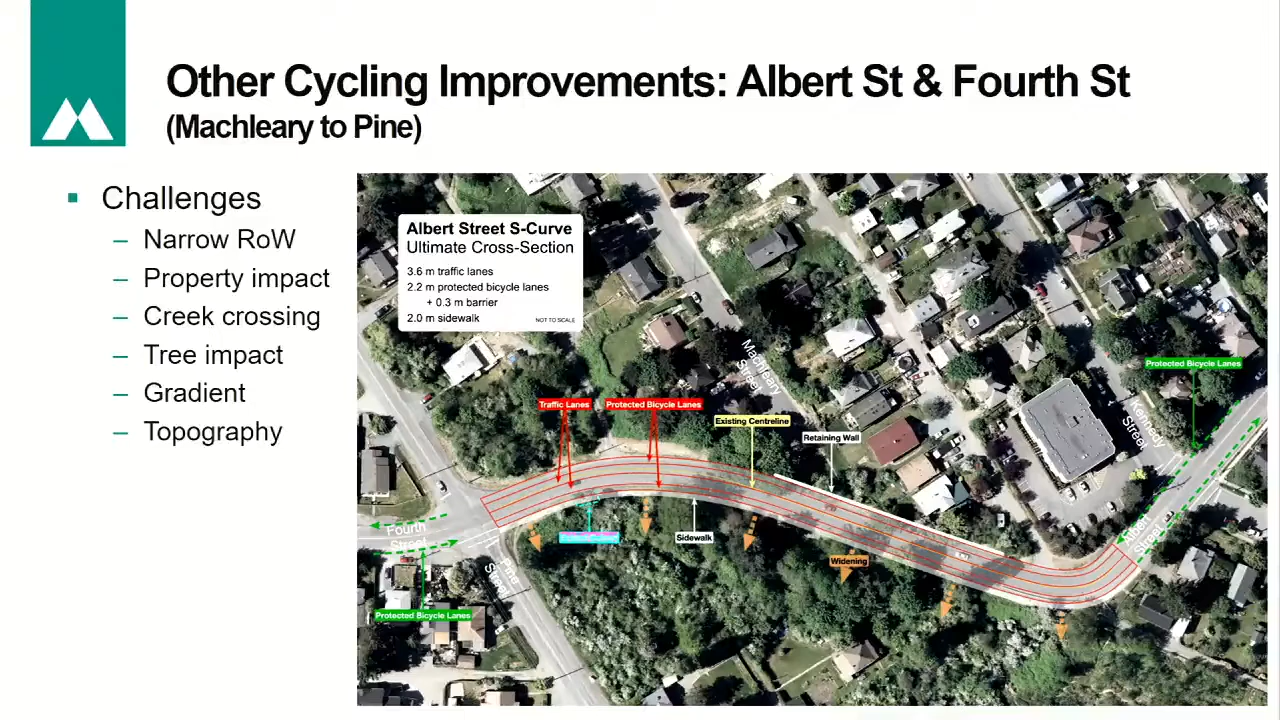 Other Cycling Improvements: Albert St & Fourth St
(Machleary to Pine)
Challenges
– Narrow RoW
– Property impact
– Creek crossing
– Tree impact
– Gradient
– Topography
Albert Street S-Curve
Ultimate Cross-Section
3.6 m traffic lanes
2.2 m protected bicycle lanes
+ 0.3 m barrier
2.0 m sidewalk
NOT TO SCALE
Machleary
Street
Protected Bicycle Lanes
Traffic Lanes
Protected Bicycle Lanes
Existing Centreline
Retaining Wall
Kennedy
Street
Fourth
Street
Sidewalk
Albert
Street
Widening
Pine
Street
Protected Bicycle Lanes